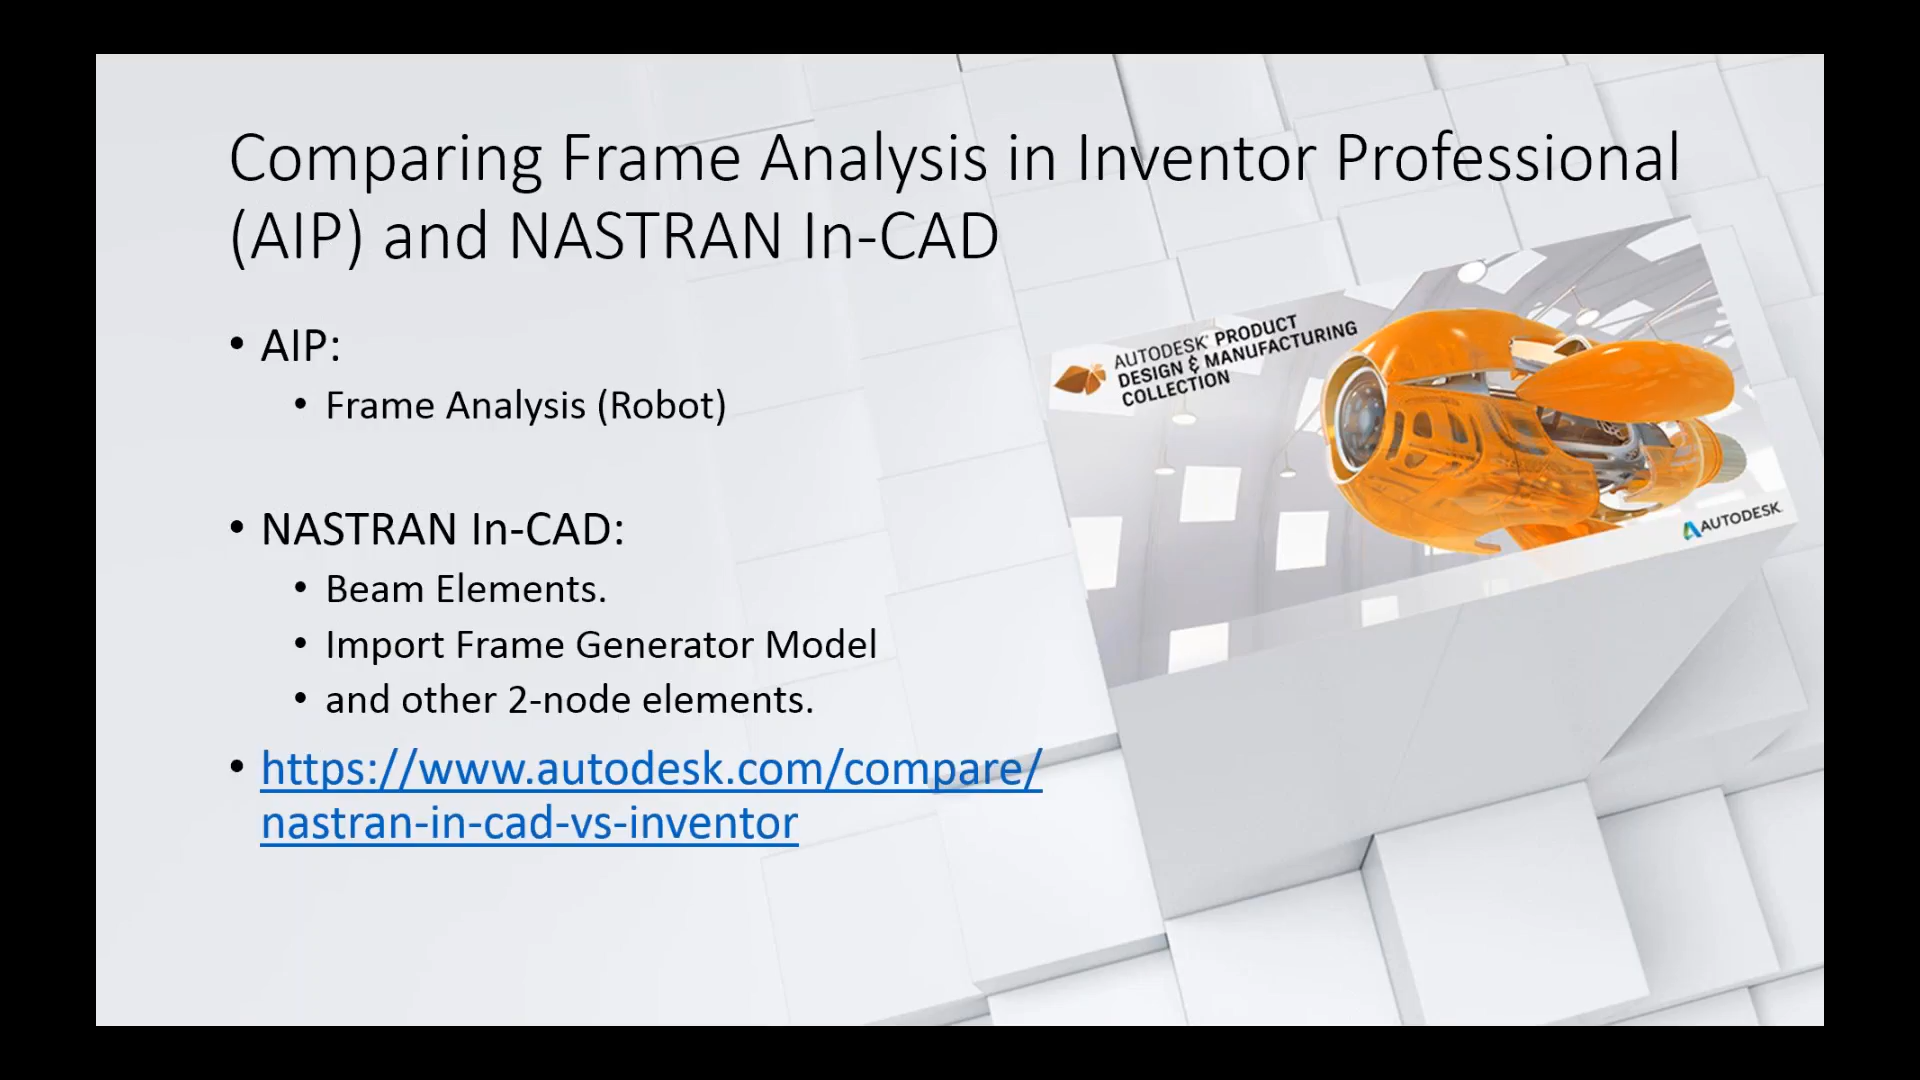 Comparing Frame Analysis in Inventor Professional
(AIP) and NASTRAN In-CAD
• AIP:
• Frame Analysis (Robot)
• NASTRAN In-CAD:
• Beam Elements.
• Import Frame Generator Model
• and other 2-node elements.
• https://www.autodesk.com/compare/
nastran-in-cad-vs-inventor
AUTODESK® PRODUCT
DESIGN & MANUFACTURING
COLLECTION
AUTODESK.